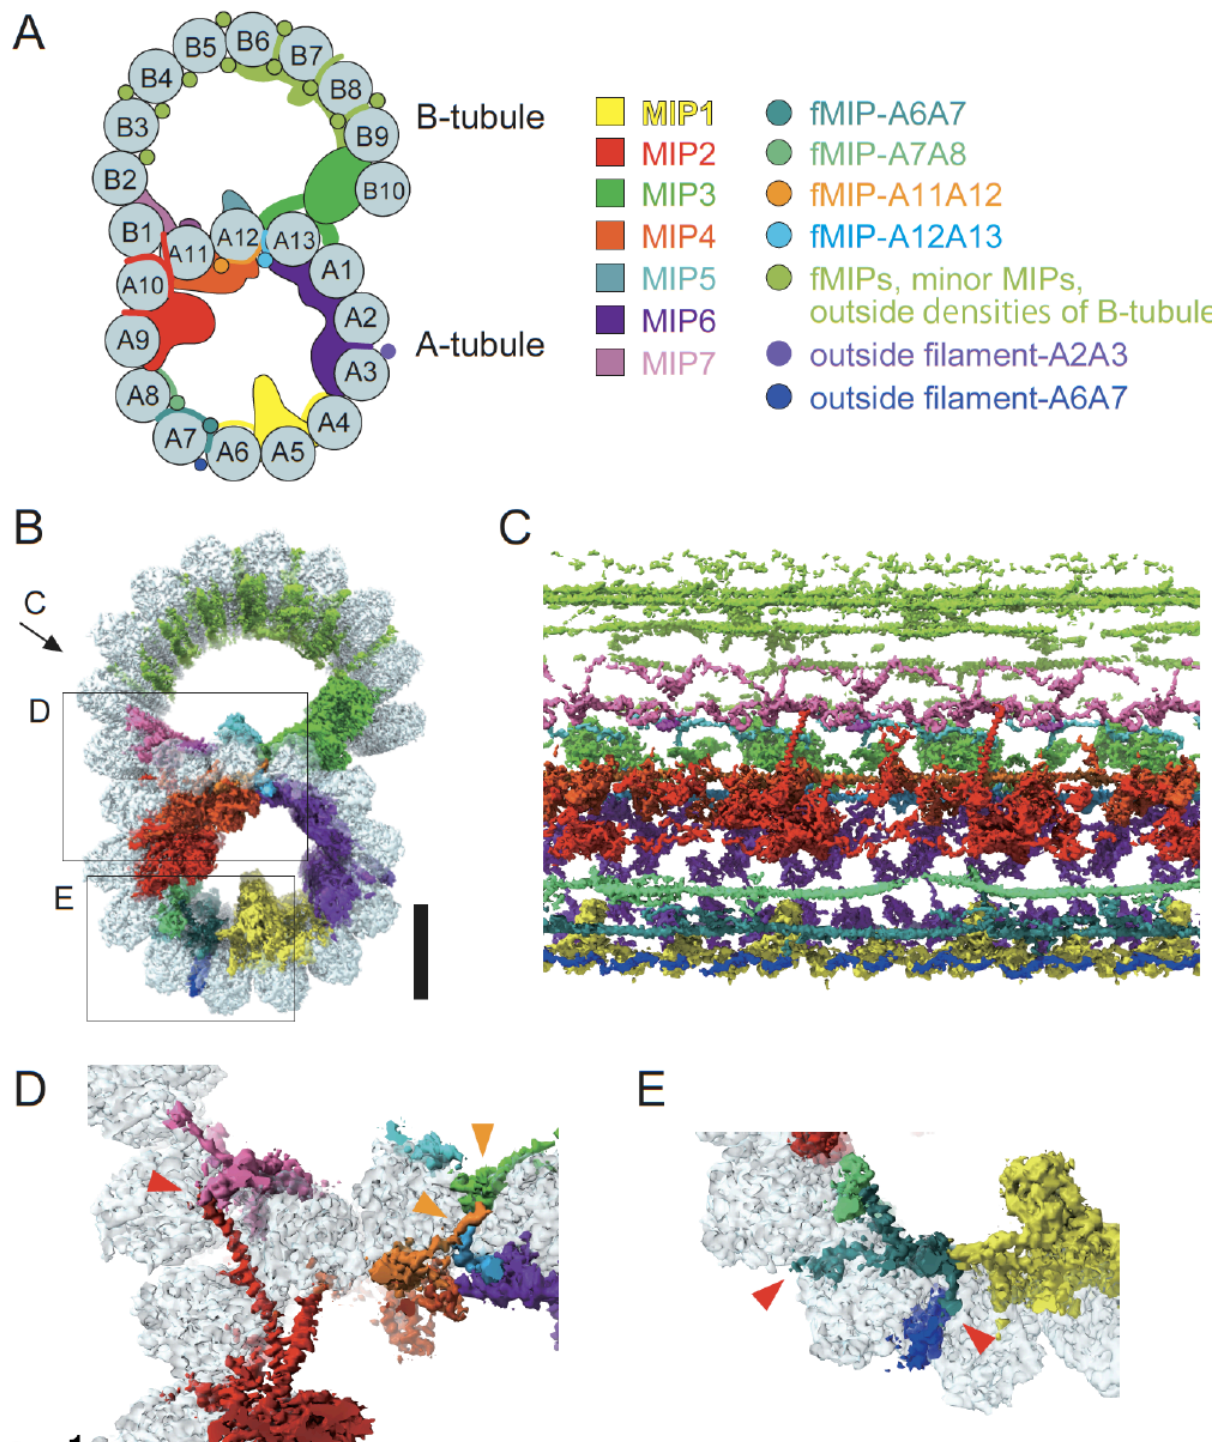 A
B5
B6
B7
B4
B8
B3
B9
B2
B10
B1
A11
A12
A13
A10
A1
A9
A2
A8
A3
A7
A6
A5
A4
B-tubule
A-tubule
MIP1
MIP2
MIP3
MIP4
MIP5
MIP6
MIP7
fMIP-A6A7
fMIP-A7A8
fMIP-A11A12
fMIP-A12A13
fMIPs, minor MIPs,
outside densities of B-tubule
outside filament-A2A3
outside filament-A6A7
B
C
D
E
C
D
E